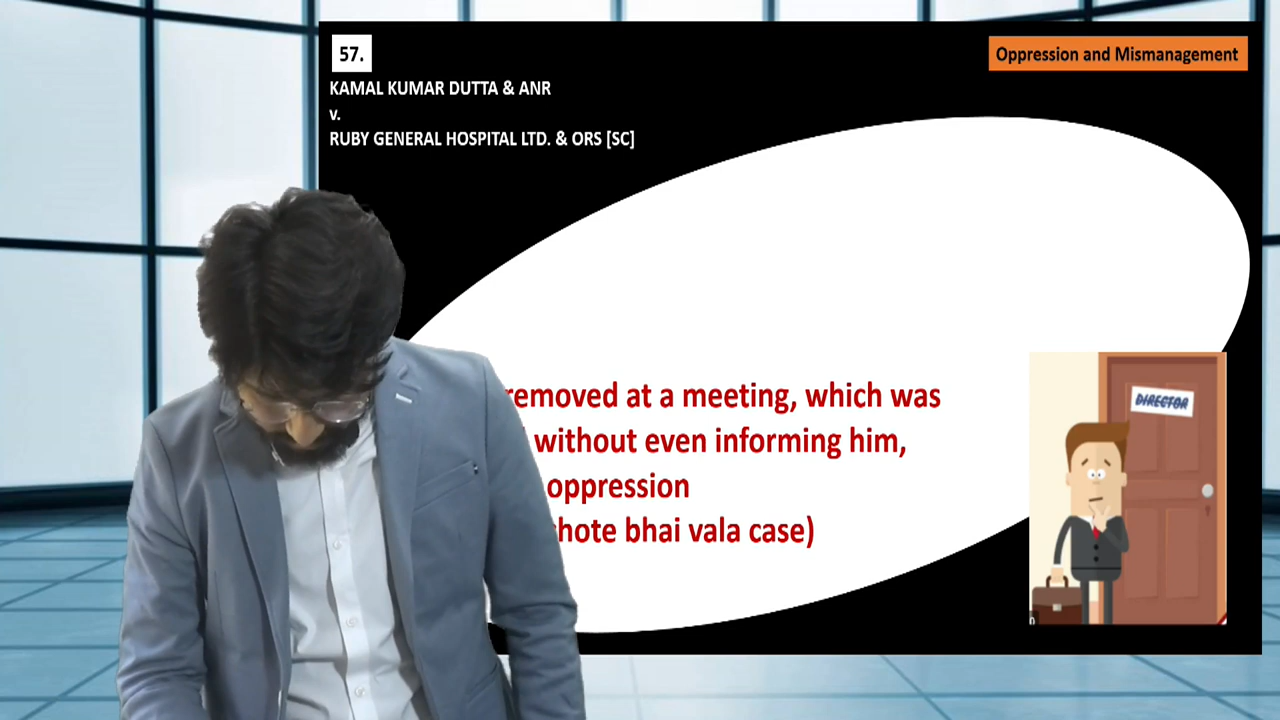 57.
Oppression and Mismanagement
KAMAL KUMAR DUTTA & ANR
v.
RUBY GENERAL HOSPITAL LTD. & ORS [SC]
removed at a meeting, which was
without even informing him,
DIRECTOR
oppression
bhai vala case)